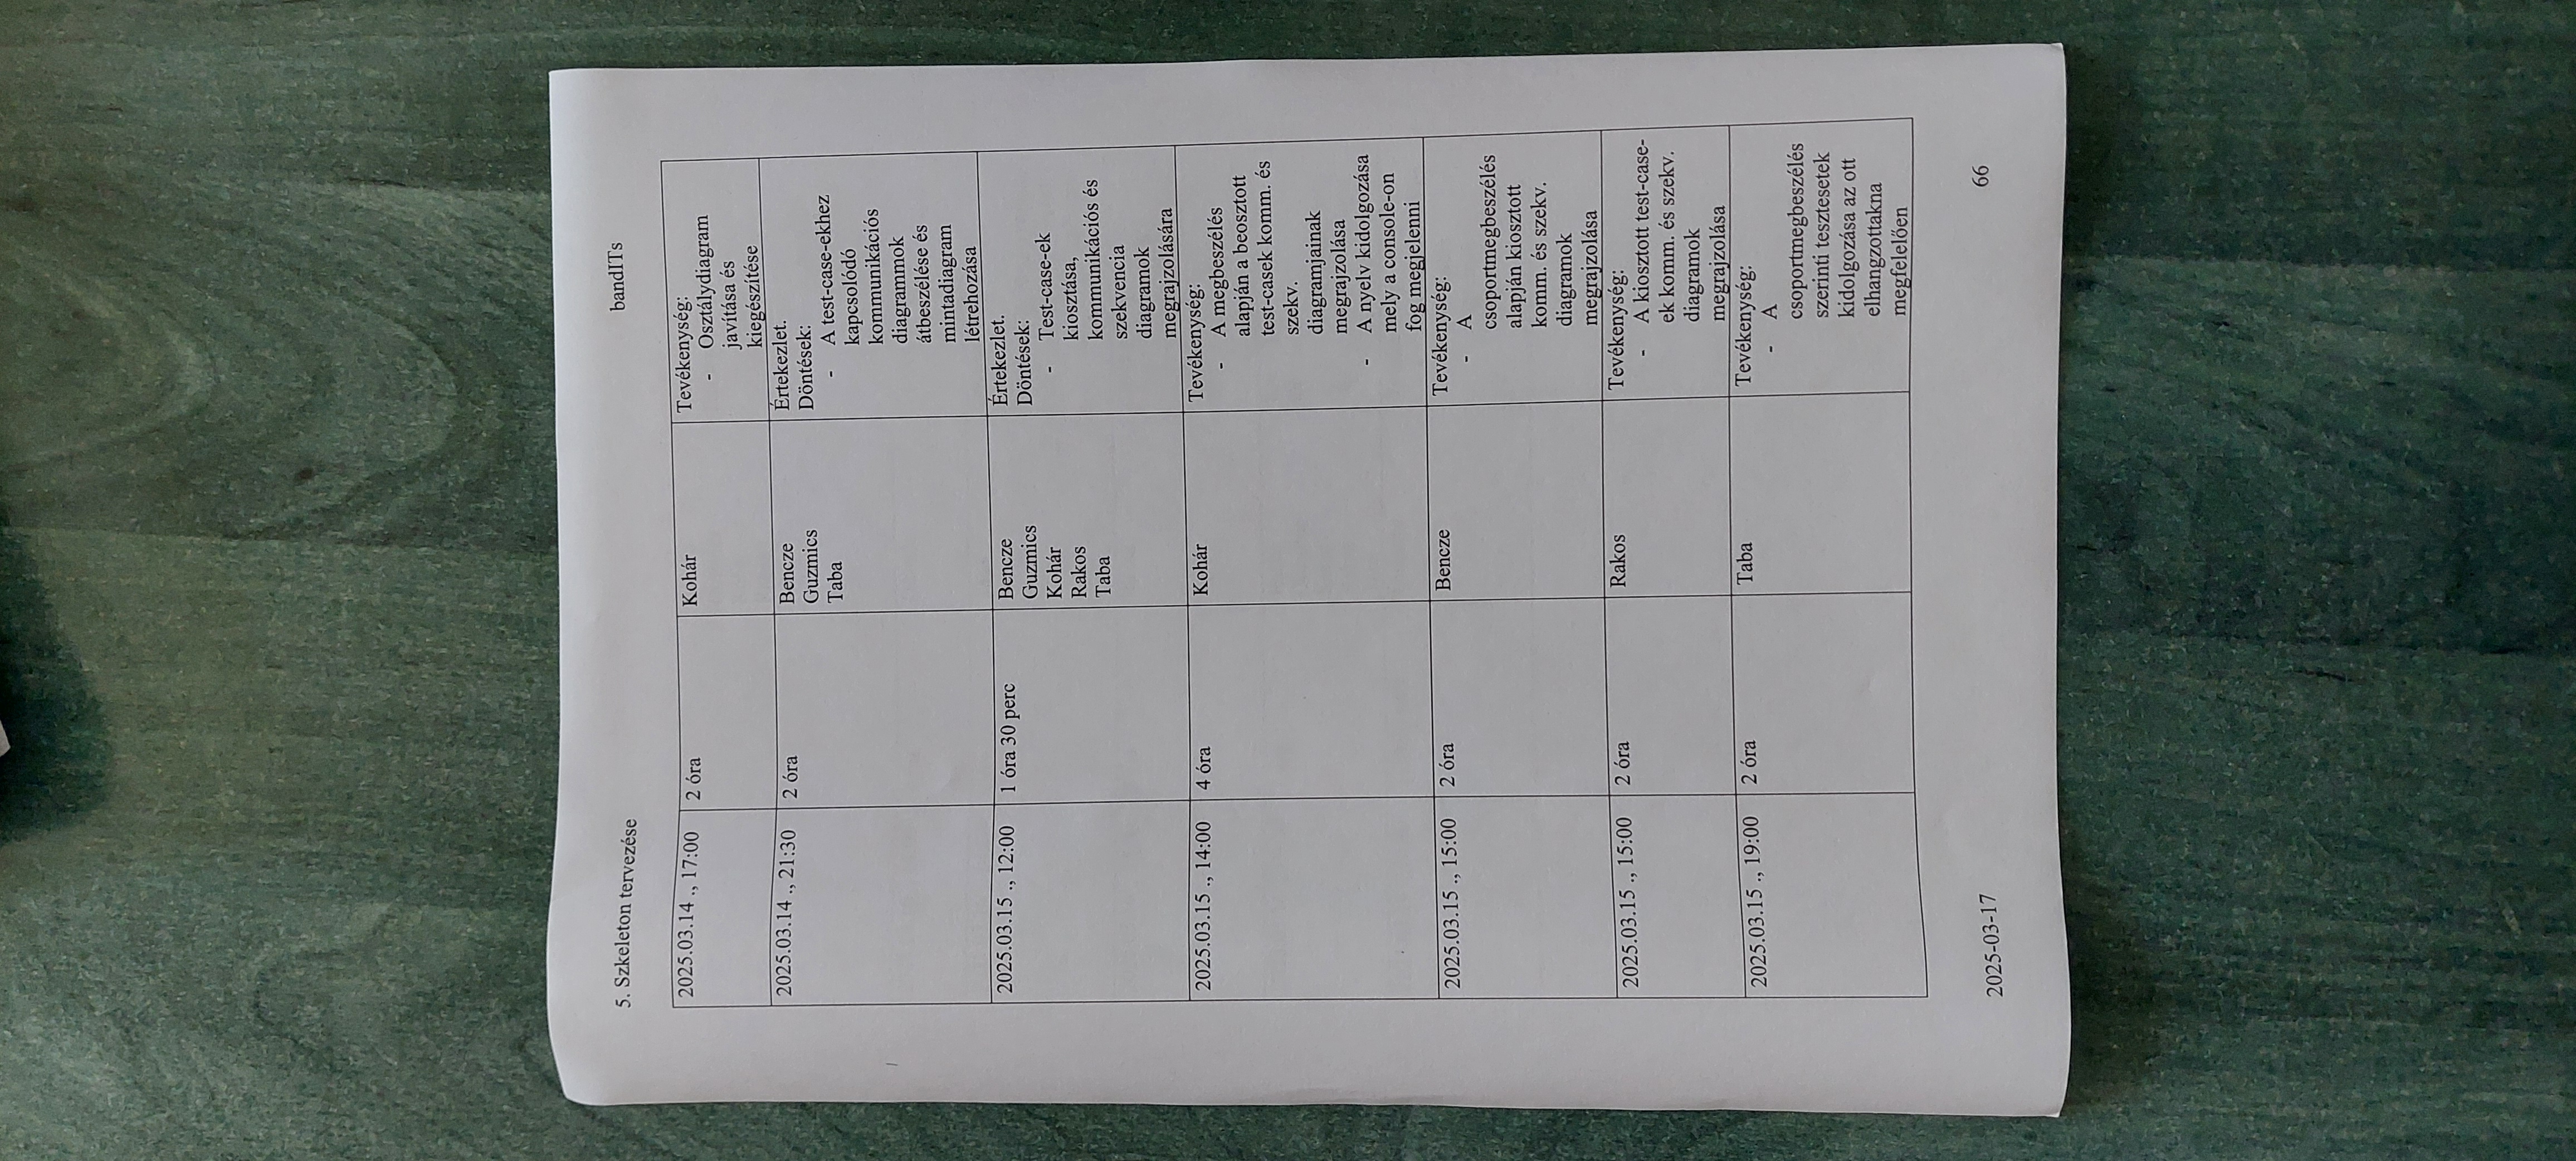 5. Szkeleton tervezése
bandITs
2025.03.14 ., 17:00
2 óra
Kohár
Tevékenység:
- Osztálydiagram
javítása és
kiegészítése
2025.03.14 ., 21:30
2 óra
Bencze
Guzmics
Taba
Értekezlet.
Döntések:
- A test-case-ekhez
kapcsolódó
kommunikációs
diagrammok
átbeszélése és
mintadiagram
létrehozása
2025.03.15 ., 12:00
1 óra 30 perc
Bencze
Guzmics
Kohár
Rakos
Taba
Értekezlet.
Döntések:
- Test-case-ek
kiosztása,
kommunikációs és
szekvencia
diagramok
megrajzolására
2025.03.15 ., 14:00
4 óra
Kohár
Tevékenység:
- A megbeszélés
alapján a beosztott
test-casek komm. és
szekv.
diagramjainak
megrajzolása
- A nyelv kidolgozása
mely a console-on
fog megjelenni
2025.03.15 ., 15:00
2 óra
Bencze
Tevékenység:
- A
csoportmegbeszélés
alapján kiosztott
komm. és szekv.
diagramok
megrajzolása
2025.03.15 ., 15:00
2 óra
Rakos
Tevékenység:
- A kiosztott test-case-
ek komm. és szekv.
diagramok
megrajzolása
2025.03.15 ., 19:00
2 óra
Taba
Tevékenység:
- A
csoportmegbeszélés
szerinti tesztesetek
kidolgozása az ott
elhangzottakna
megfelelően
2025-03-17
66